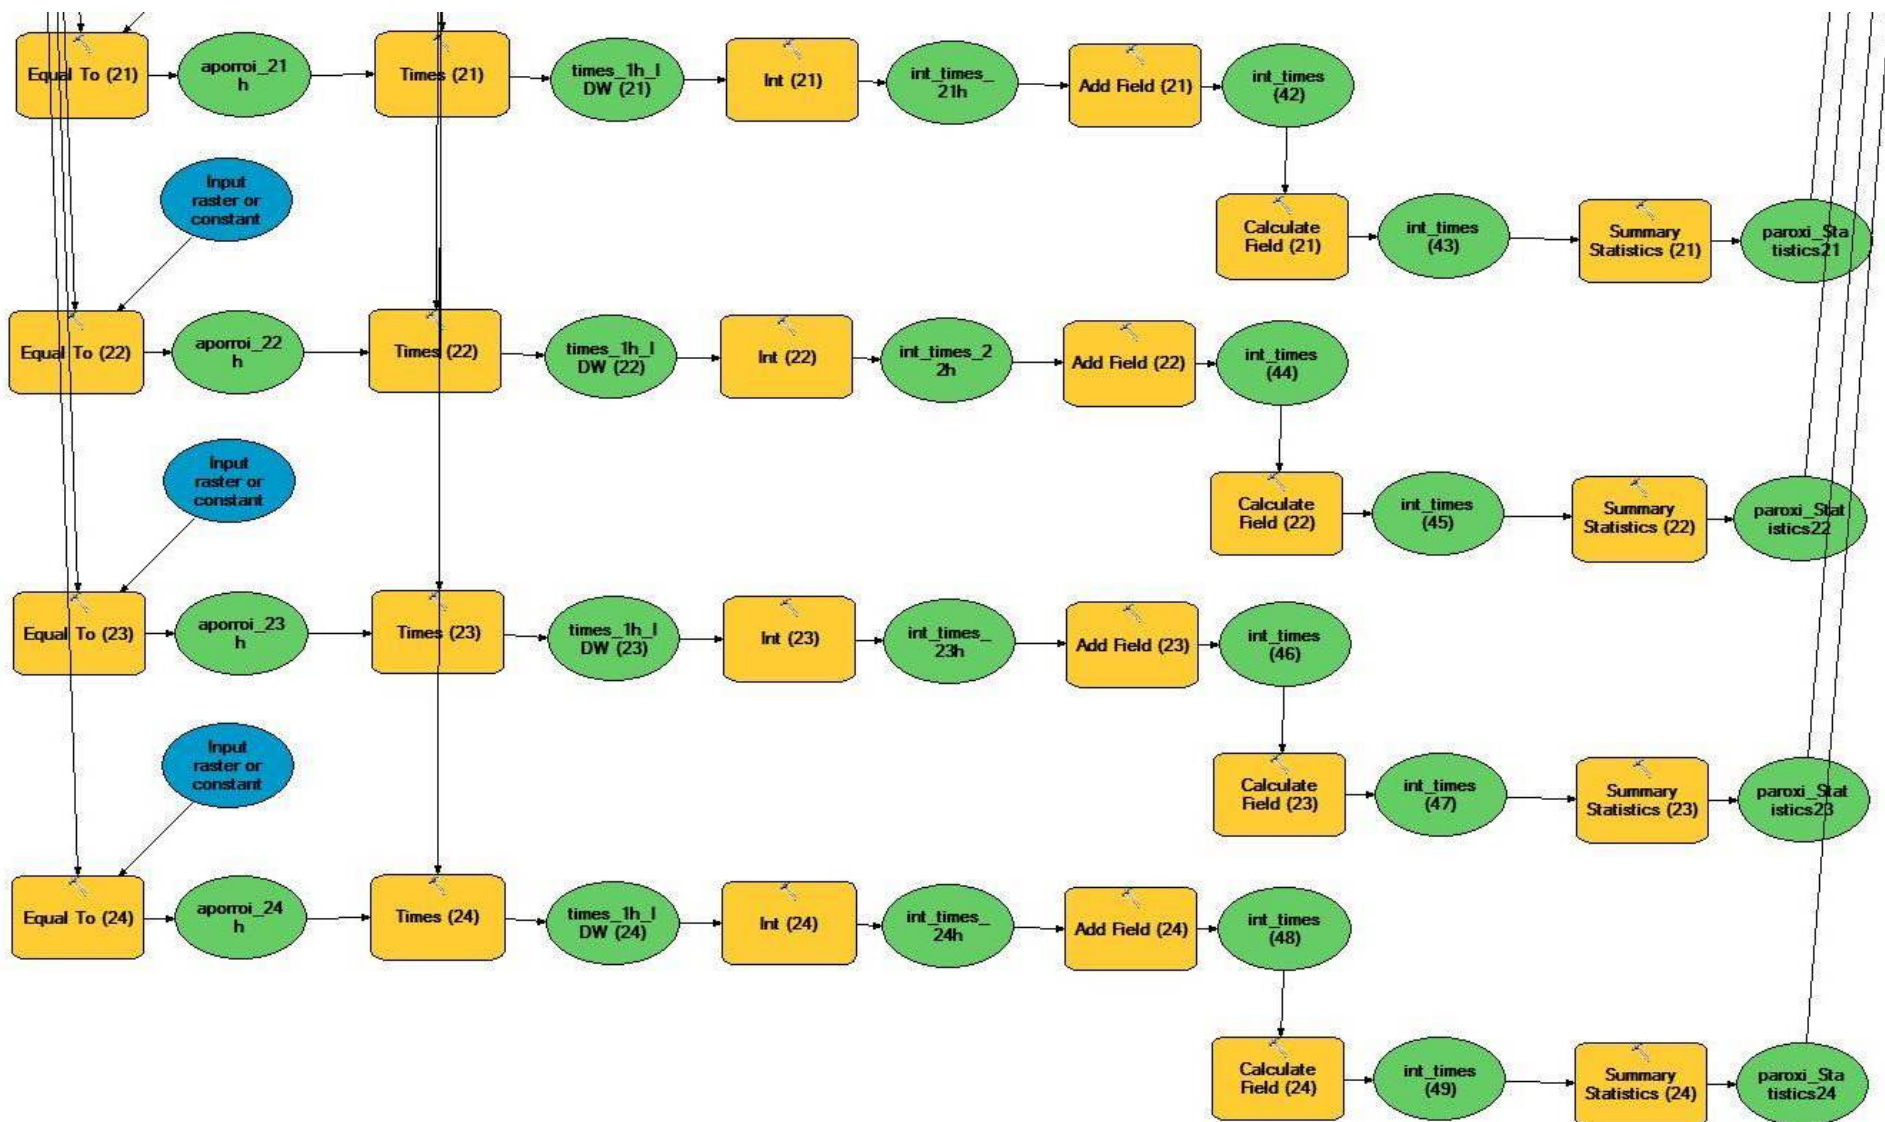 Equal To (21)
aporroi_21
h
Times (21)
times_1h_I
DW (21)
Int (21)
int_times_
21h
Add Field (21)
int_times
(42)
Input
raster or
constant
Calculate
Field (21)
int_times
(43)
Summary
Statistics (21)
paroxi_Sta
tistics21
Equal To (22)
aporroi_22
h
Times (22)
times_1h_I
DW (22)
Int (22)
int_times_2
2h
Add Field (22)
int_times
(44)
Input
raster or
constant
Calculate
Field (22)
int_times
(45)
Summary
Statistics (22)
paroxi_Stat
istics22
Equal To (23)
aporroi_23
h
Times (23)
times_1h_I
DW (23)
Int (23)
int_times_
23h
Add Field (23)
int_times
(46)
Input
raster or
constant
Calculate
Field (23)
int_times
(47)
Summary
Statistics (23)
paroxi_Stat
istics23
Equal To (24)
aporroi_24
h
Times (24)
times_1h_I
DW (24)
Int (24)
int_times_
24h
Add Field (24)
int_times
(48)
Calculate
Field (24)
int_times
(49)
Summary
Statistics (24)
paroxi_Sta
tistics24